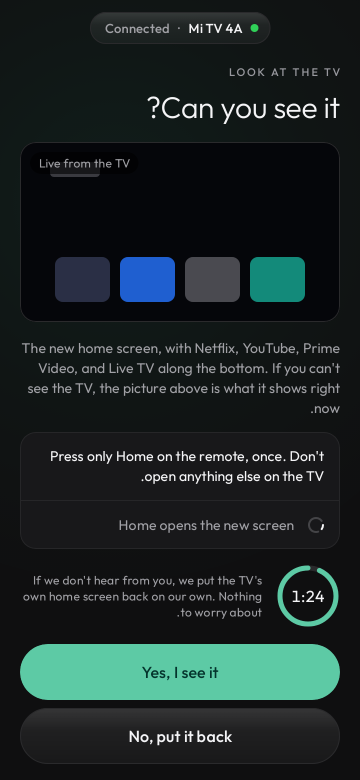 Connected · Mi TV 4A
LOOK AT THE TV
?Can you see it
Live from the TV
The new home screen, with Netflix, YouTube, Prime
Video, and Live TV along the bottom. If you can't
see the TV, the picture above is what it shows right
.now
Press only Home on the remote, once. Don't
.open anything else on the TV
Home opens the new screen
If we don't hear from you, we put the TV's
own home screen back on our own. Nothing
.to worry about
1:24
Yes, I see it
No, put it back